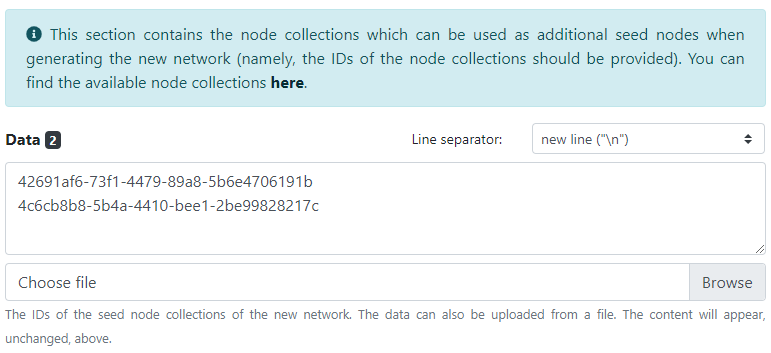 This section contains the node collections which can be used as additional seed nodes when
generating the new network (namely, the IDs of the node collections should be provided). You can
find the available node collections here.
Data 2
Line separator:
new line ("\n")
42691af6-73f1-4479-89a8-5b6e4706191b
4c6cb8b8-5b4a-4410-bee1-2be99828217c
Choose file
Browse
The IDs of the seed node collections of the new network. The data can also be uploaded from a file. The content will appear,
unchanged, above.